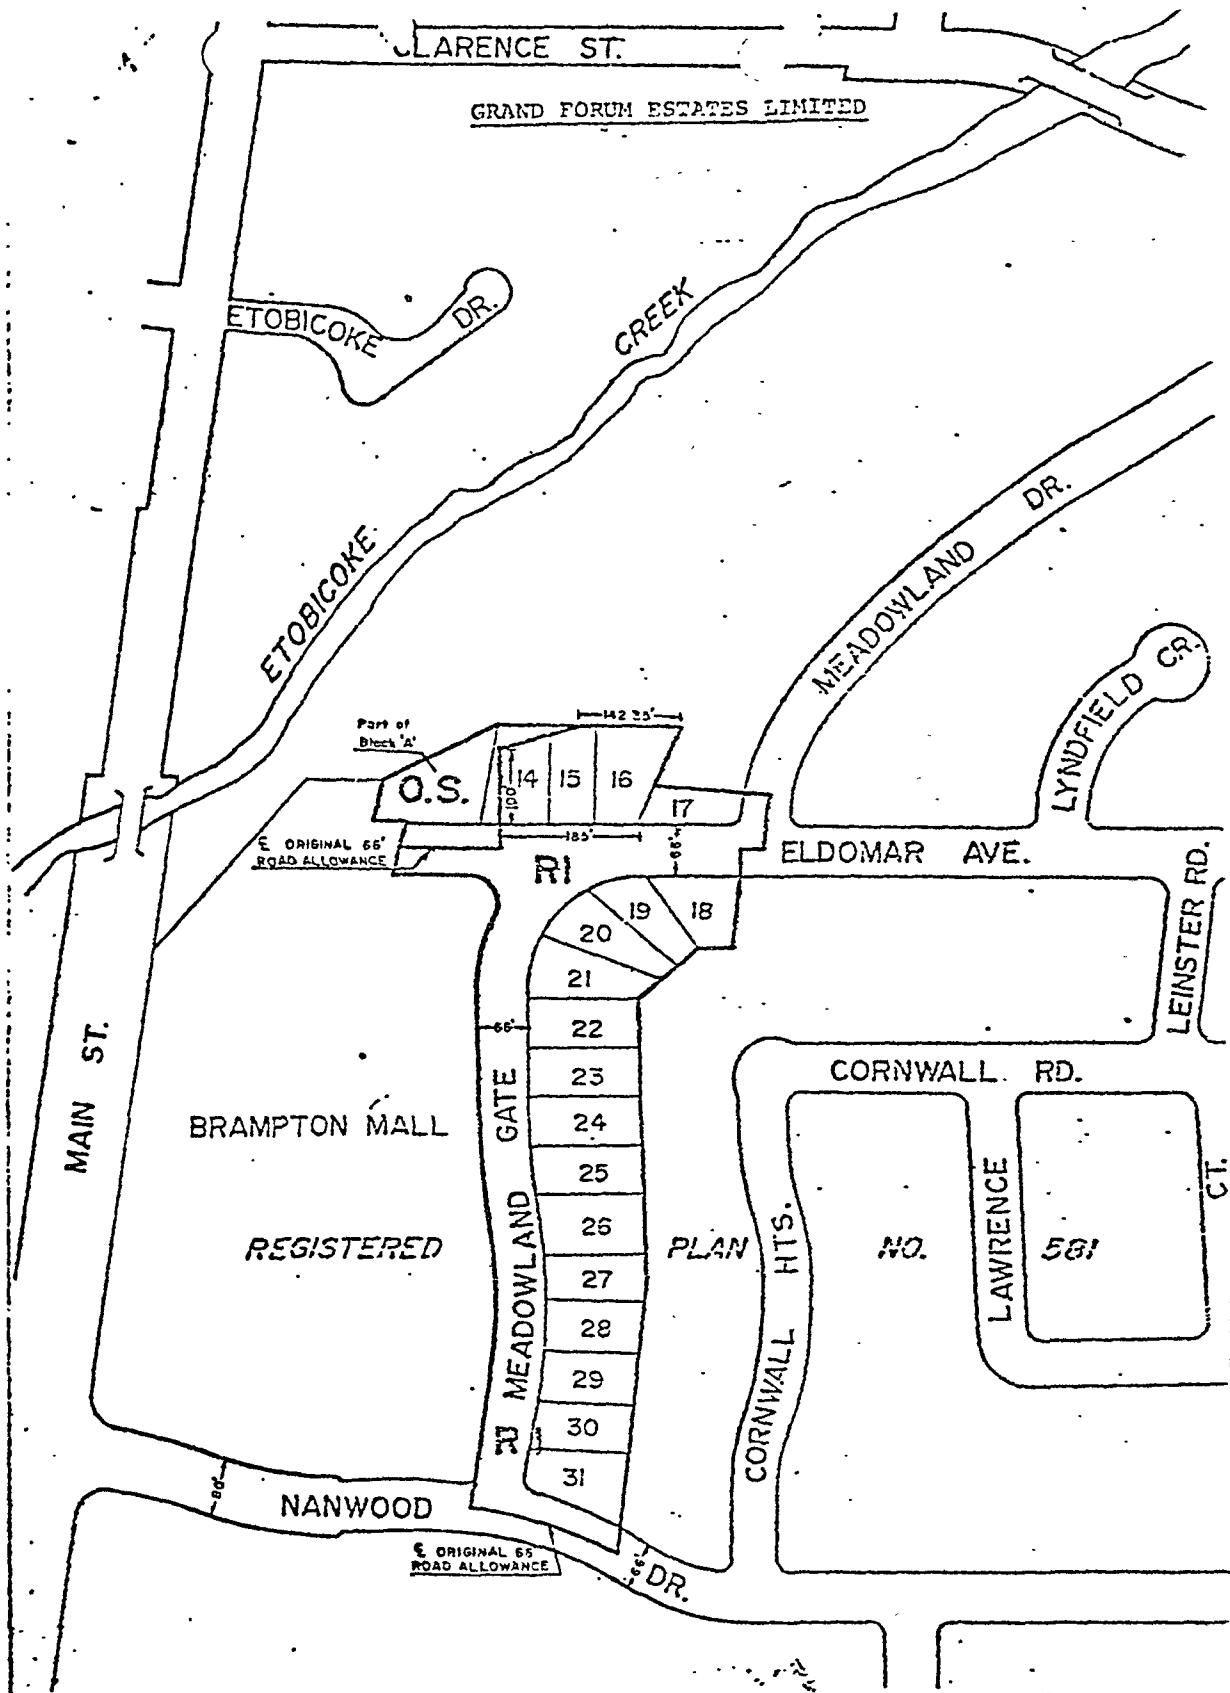 CLARENCE ST.
GRAND FORUM ESTATES LIMITED
ETOBICOKE DR.
ETOBICOKE CREEK
MEADOWLAND DR.
LYNDFIELD CR.
Part of
Block 'A'
O.S.
142.35'
100'
14
15
16
17
185'
66'
℄ ORIGINAL 66'
ROAD ALLOWANCE
R1
ELDOMAR AVE.
LEINSTER RD.
18
19
20
21
22
23
24
25
26
27
28
29
30
31
66'
MEADOWLAND GATE
MAIN ST.
BRAMPTON MALL
CORNWALL RD.
CORNWALL HTS.
LAWRENCE
CT.
REGISTERED PLAN NO. 581
80'
NANWOOD DR.
66'
℄ ORIGINAL 66
ROAD ALLOWANCE